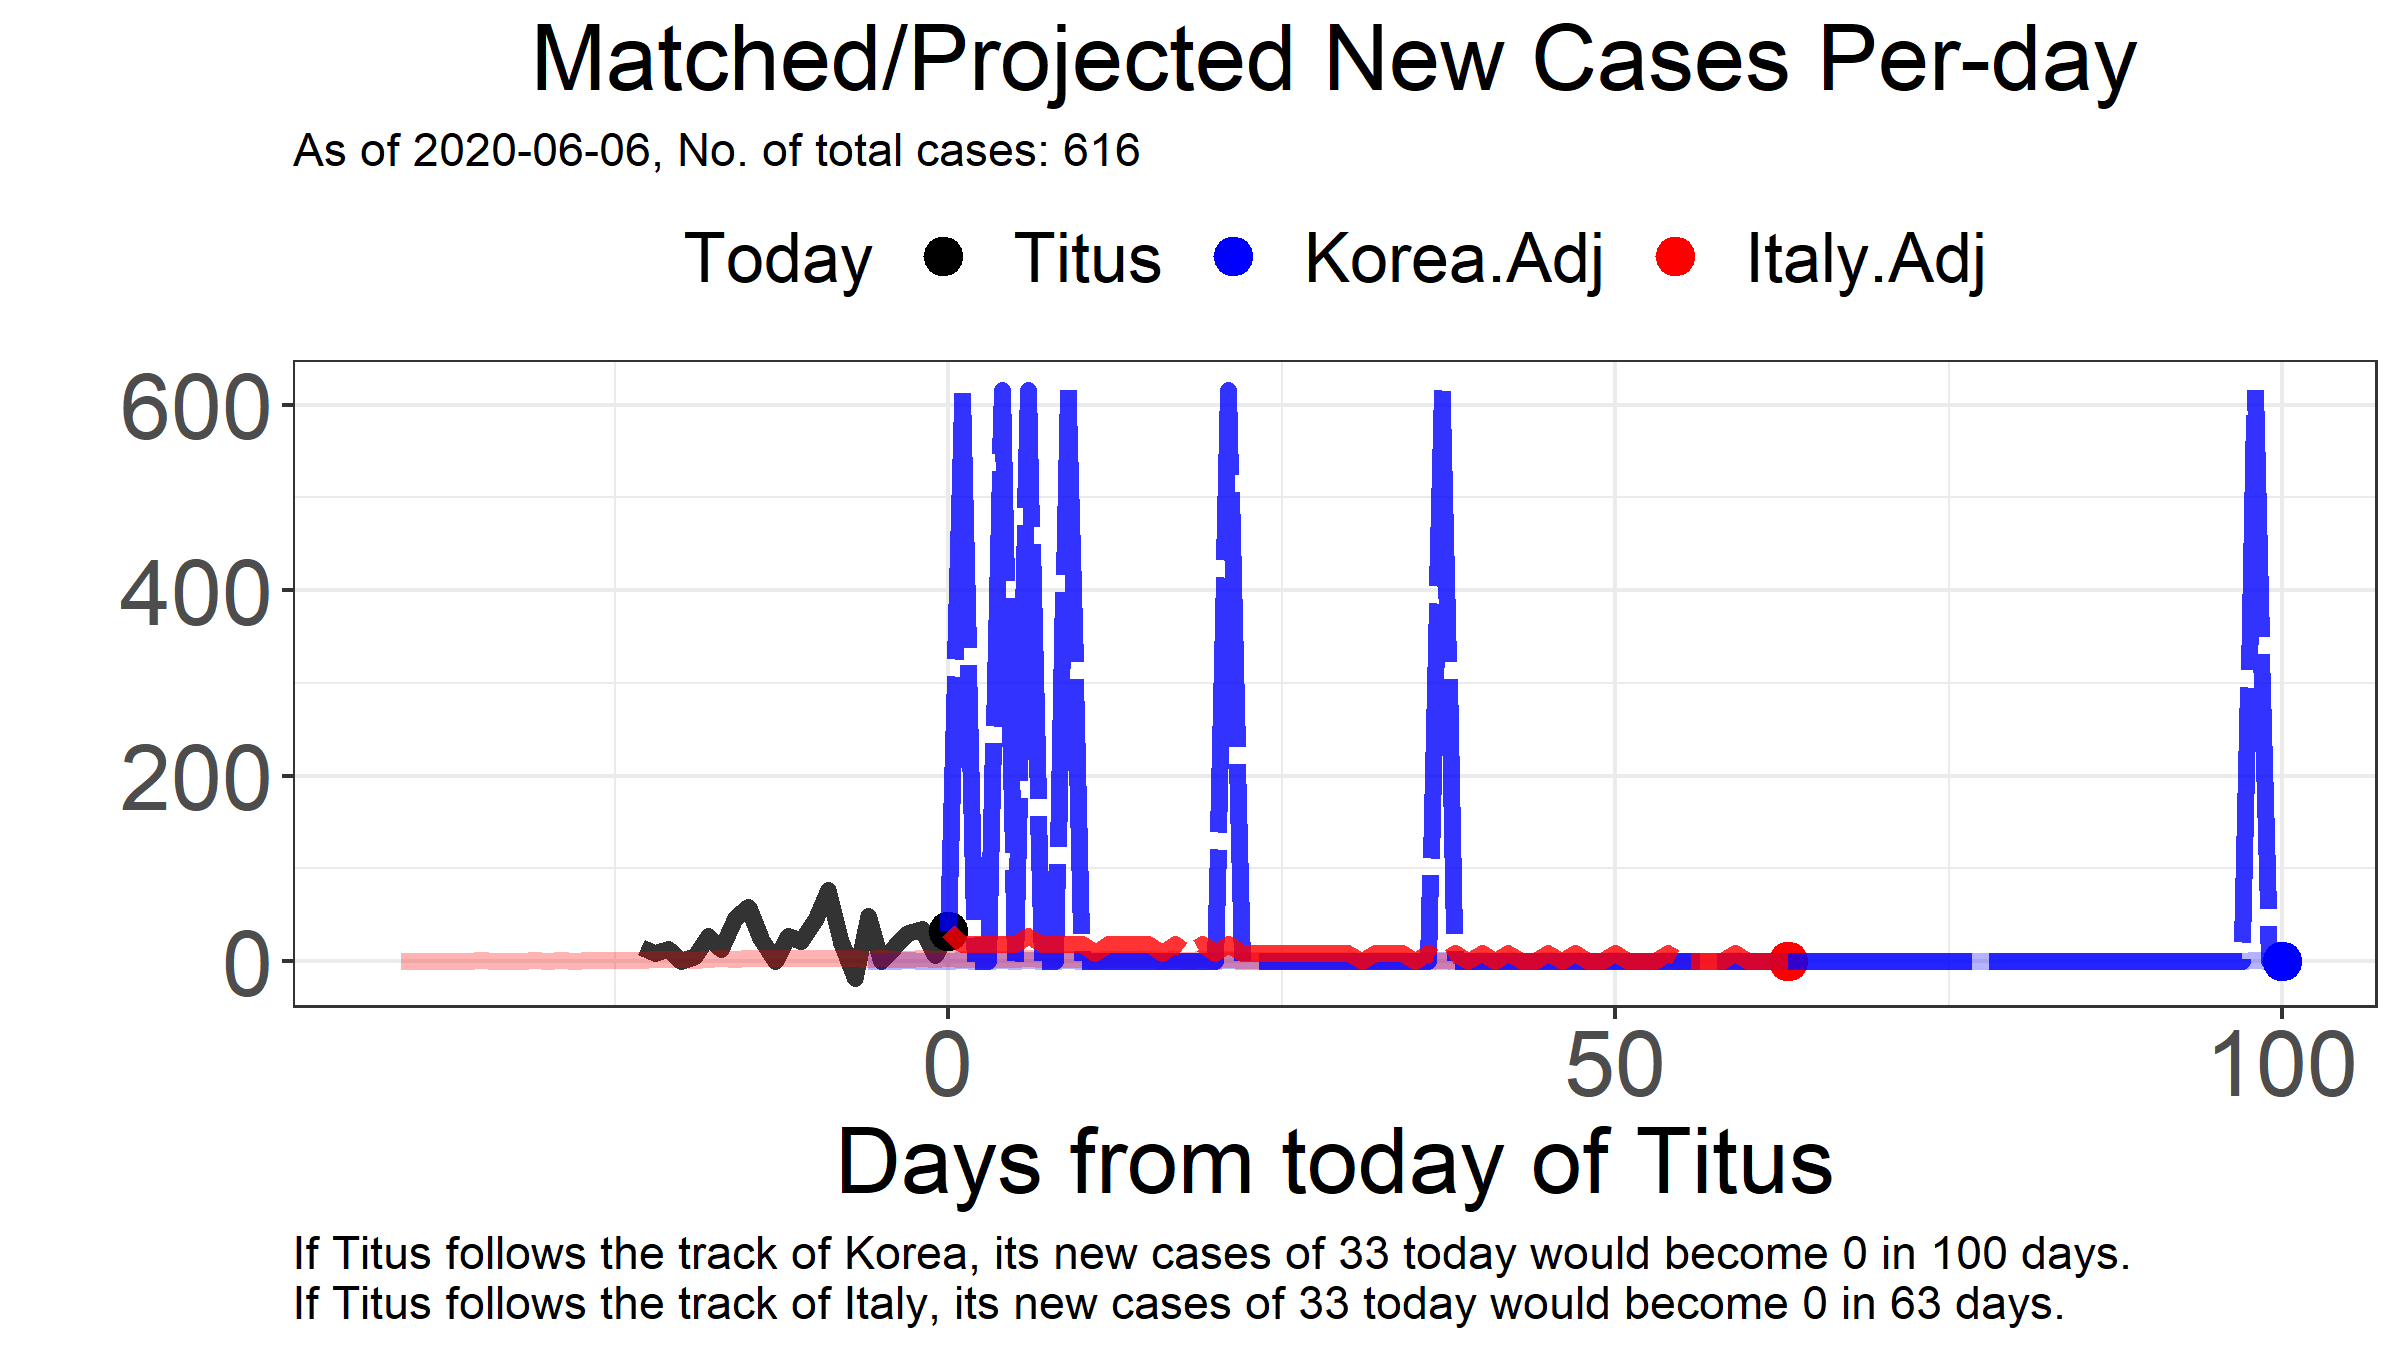 Matched/Projected New Cases Per-day
As of 2020-06-06, No. of total cases: 616
Today Titus Korea.Adj Italy.Adj
600
400
200
0
0 50 100
Days from today of Titus
If Titus follows the track of Korea, its new cases of 33 today would become 0 in 100 days.
If Titus follows the track of Italy, its new cases of 33 today would become 0 in 63 days.